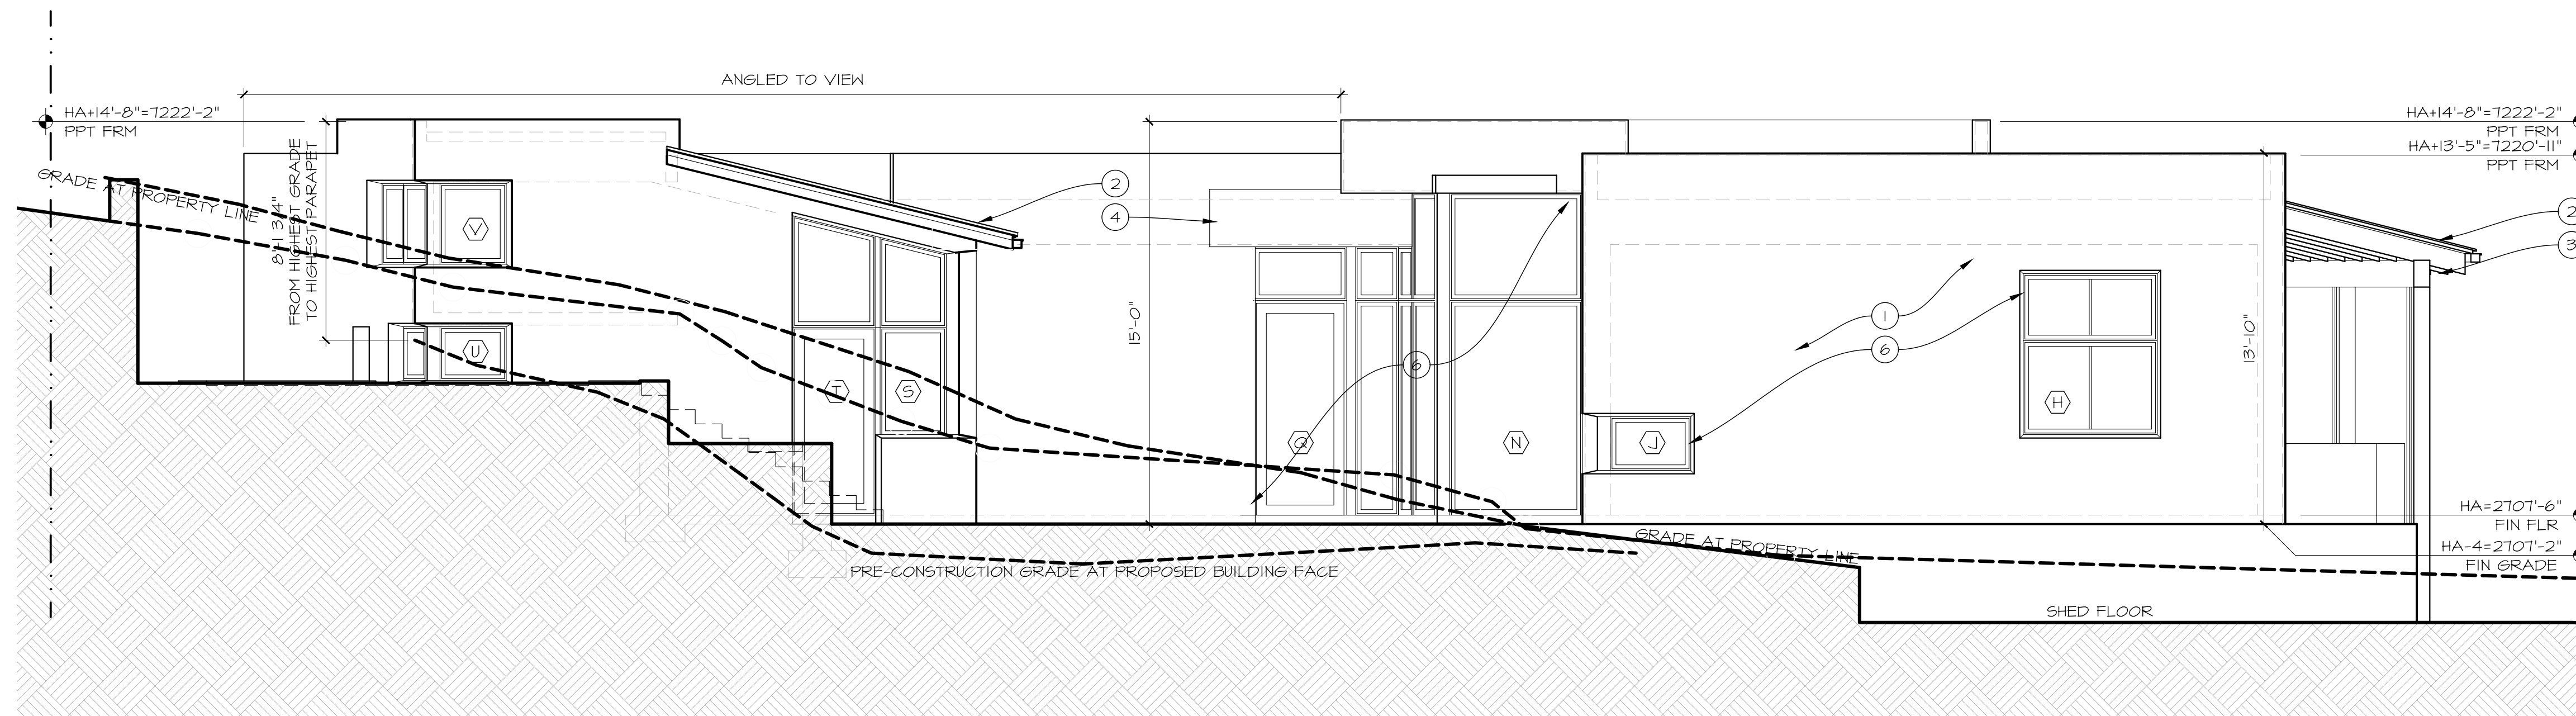 ANGLED TO VIEW
HA+14'-8"=7222'-2"
PPT FRM
HA+14'-8"=7222'-2"
PPT FRM
HA+13'-5"=7220'-11"
PPT FRM
GRADE AT PROPERTY LINE
8'-1 3/4"
FROM HIGHEST GRADE
TO HIGHEST PARAPET
2
4
2
3
V
15'-0"
1
13'-10"
U
6
6
T
S
H
Q
N
J
HA=2707'-6"
FIN FLR
GRADE AT PROPERTY LINE
HA-4=2707'-2"
FIN GRADE
PRE-CONSTRUCTION GRADE AT PROPOSED BUILDING FACE
SHED FLOOR